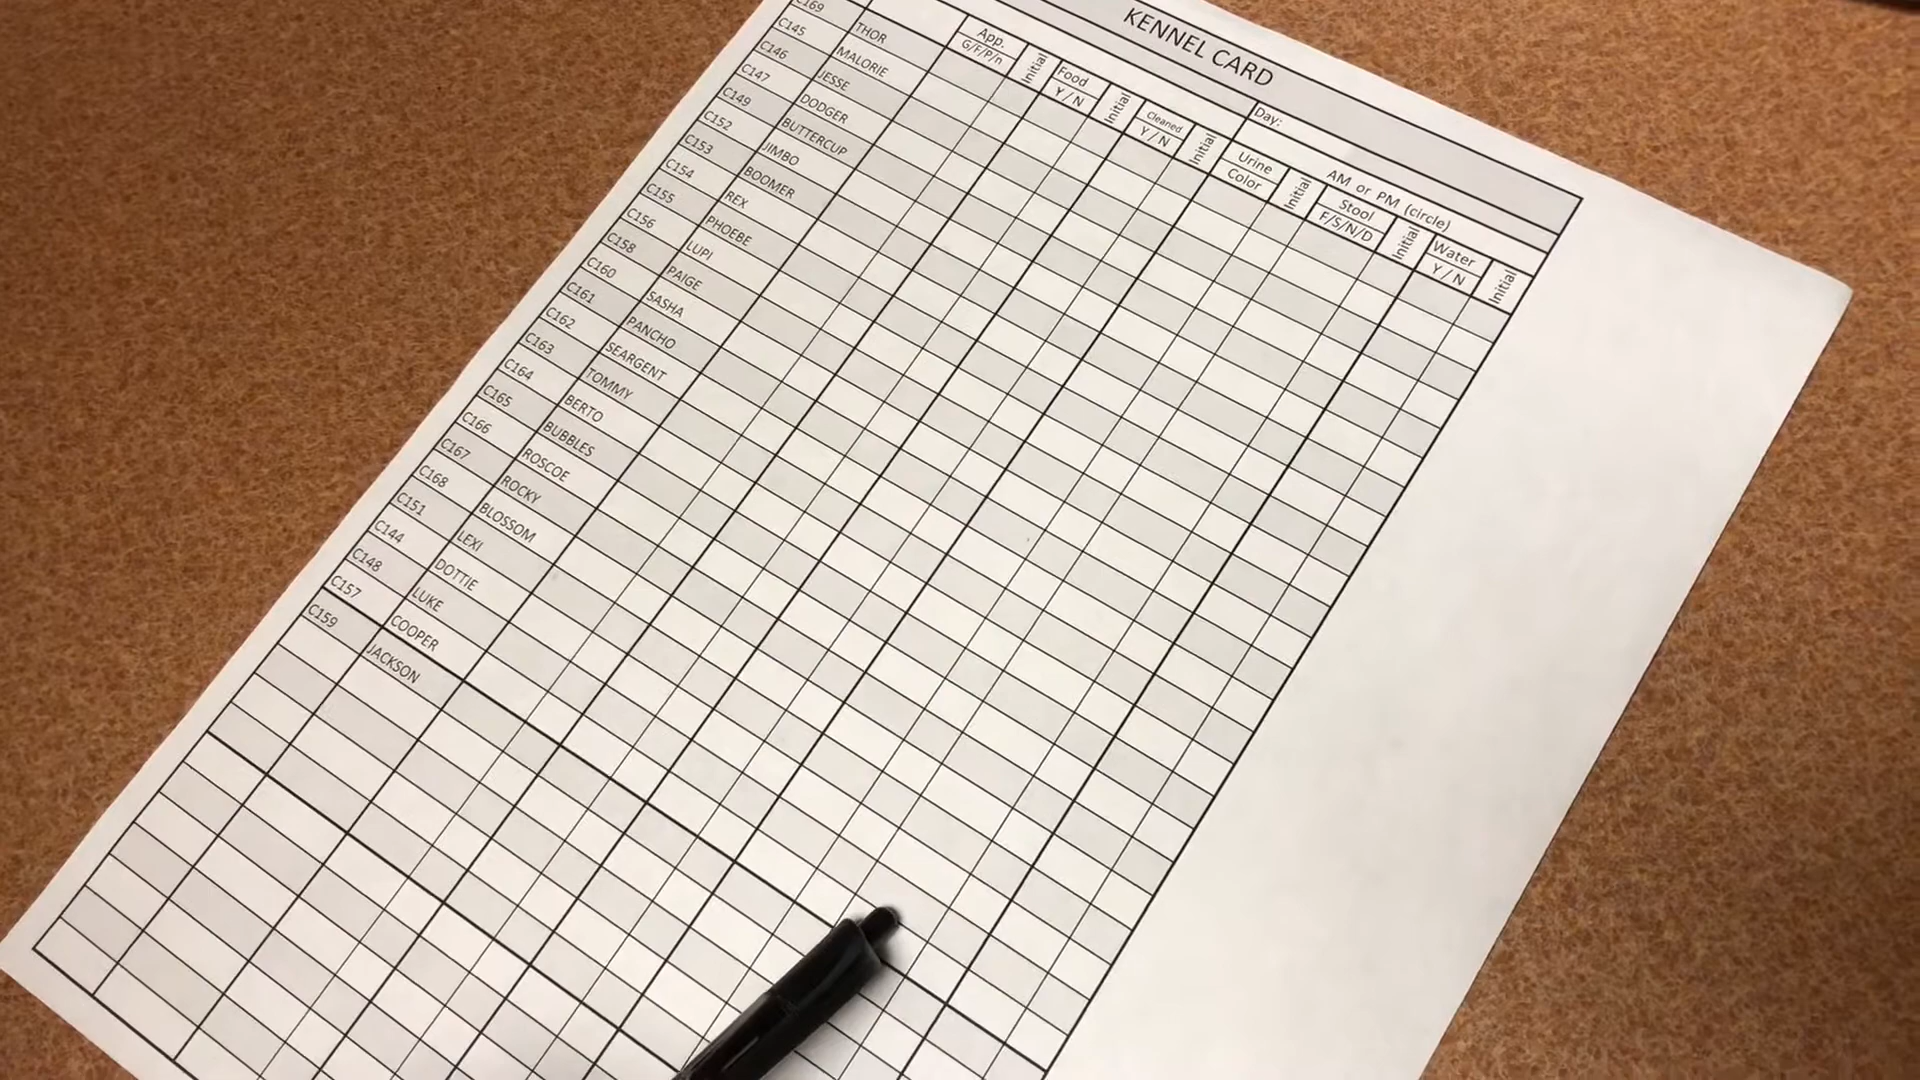 KENNEL CARD
Day:
AM or PM (circle)
App. Initial Food Initial Cleaned Initial Urine Initial Stool Initial Water Initial
G/F/P/n Y / N Y / N Color F/S/N/D Y / N
C169 THOR
C145 MALORIE
C146 JESSE
C147 DODGER
C149 BUTTERCUP
C152 JIMBO
C153 BOOMER
C154 REX
C155 PHOEBE
C156 LUPI
C158 PAIGE
C160 SASHA
C161 PANCHO
C162 SEARGENT
C163 TOMMY
C164 BERTO
C165 BUBBLES
C166 ROSCOE
C167 ROCKY
C168 BLOSSOM
C151 LEXI
C144 DOTTIE
C148 LUKE
C157 COOPER
C159 JACKSON